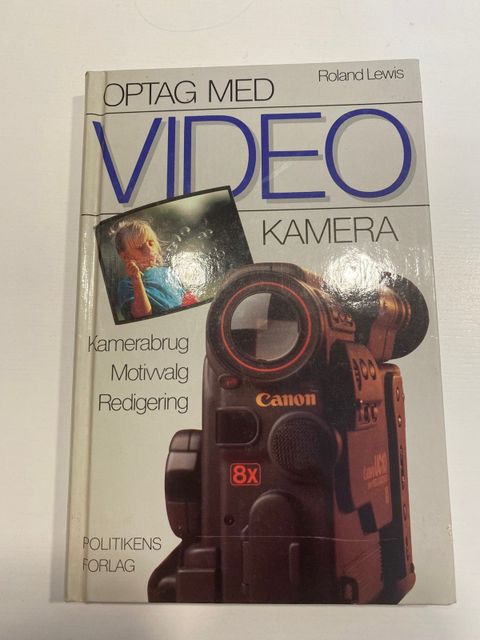 Roland Lewis
OPTAG MED
VIDEO
KAMERA
Kamerabrug
Motivvalg
Redigering
Canon
8x
POLITIKENS
FORLAG